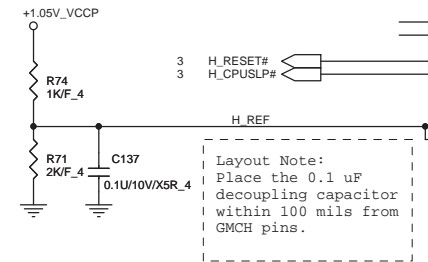 +1.05V_VCCP
3 H_RESET#
3 H_CPUSLP#
R74
1K/F_4
H_REF
R71
2K/F_4
C137
0.1U/10V/X5R_4
Layout Note:
Place the 0.1 uF
decoupling capacitor
within 100 mils from
GMCH pins.